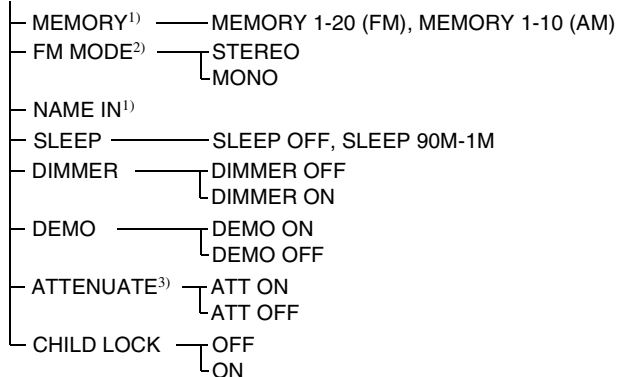 MEMORY1) MEMORY 1-20 (FM), MEMORY 1-10 (AM)
FM MODE2) STEREO
MONO
NAME IN1)
SLEEP SLEEP OFF, SLEEP 90M-1M
DIMMER DIMMER OFF
DIMMER ON
DEMO DEMO ON
DEMO OFF
ATTENUATE3) ATT ON
ATT OFF
CHILD LOCK OFF
ON